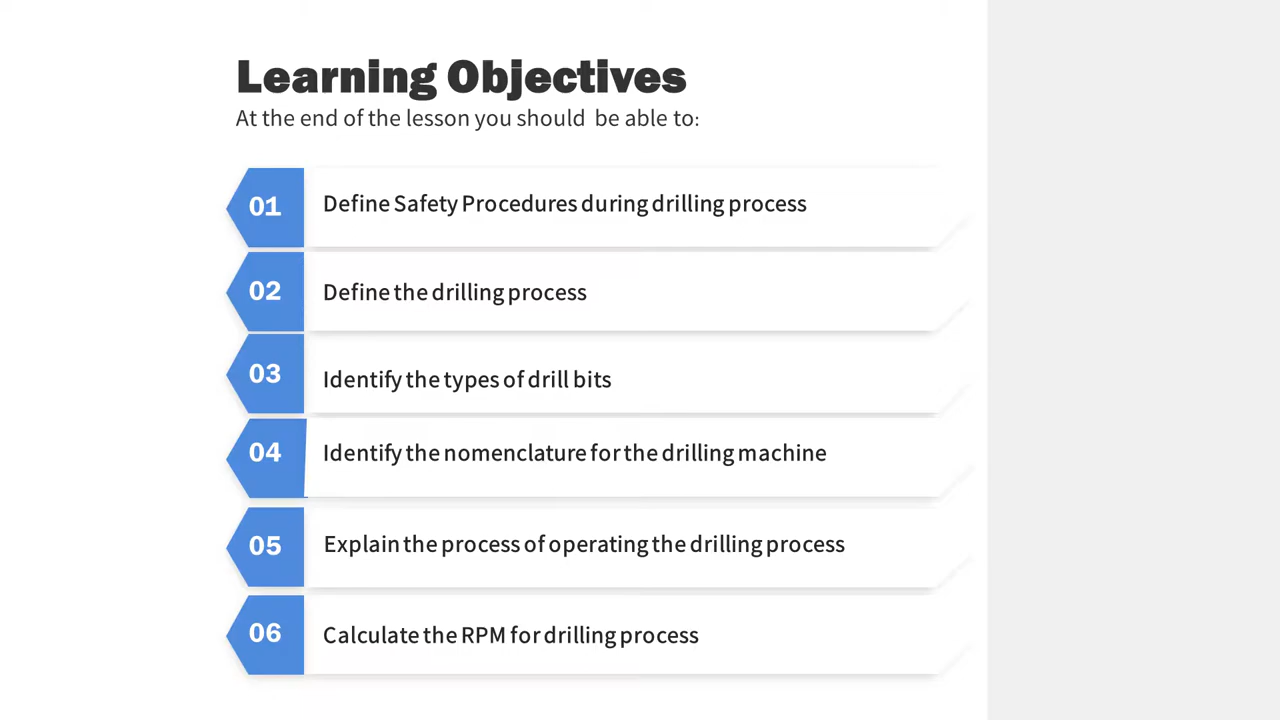 Learning Objectives
At the end of the lesson you should be able to:
01
Define Safety Procedures during drilling process
02
Define the drilling process
03
Identify the types of drill bits
04
Identify the nomenclature for the drilling machine
05
Explain the process of operating the drilling process
06
Calculate the RPM for drilling process